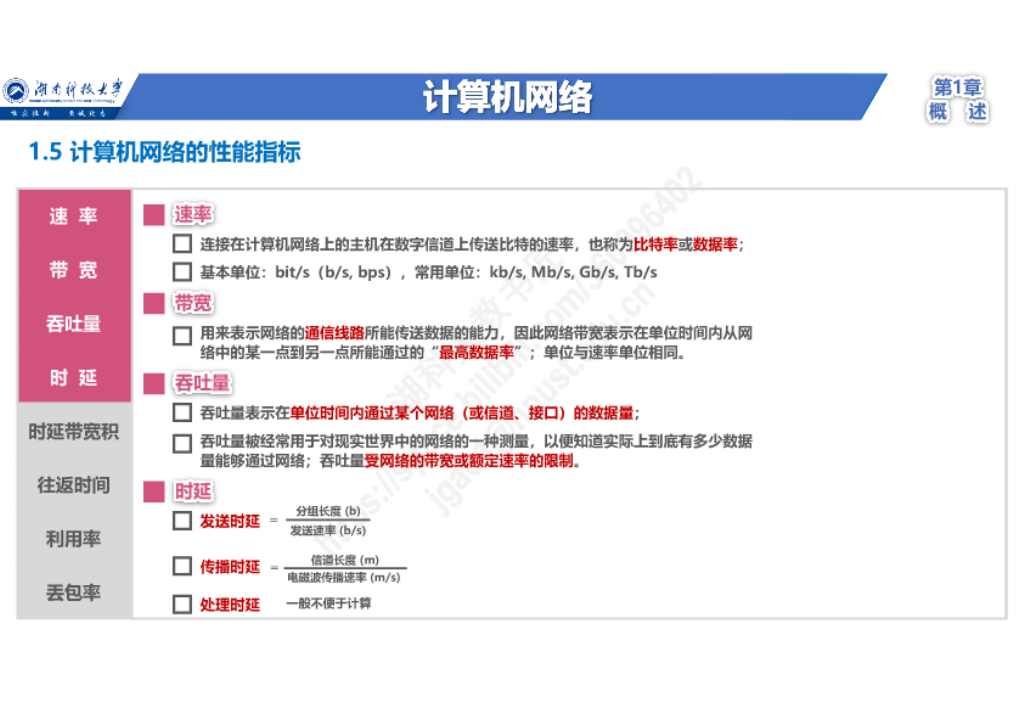 湖南科技大学
计算机网络
第1章
概 述
1.5 计算机网络的性能指标
速 率
带 宽
吞吐量
时 延
时延带宽积
往返时间
利用率
丢包率
速率
连接在计算机网络上的主机在数字信道上传送比特的速率，也称为比特率或数据率；
基本单位：bit/s（b/s, bps），常用单位：kb/s, Mb/s, Gb/s, Tb/s
带宽
用来表示网络的通信线路所能传送数据的能力，因此网络带宽表示在单位时间内从网
络中的某一点到另一点所能通过的“最高数据率”；单位与速率单位相同。
吞吐量
吞吐量表示在单位时间内通过某个网络（或信道、接口）的数据量；
吞吐量被经常用于对现实世界中的网络的一种测量，以便知道实际上到底有多少数据
量能够通过网络；吞吐量受网络的带宽或额定速率的限制。
时延
发送时延 = 分组长度 (b)
发送速率 (b/s)
传播时延 = 信道长度 (m)
电磁波传播速率 (m/s)
处理时延 一般不便于计算